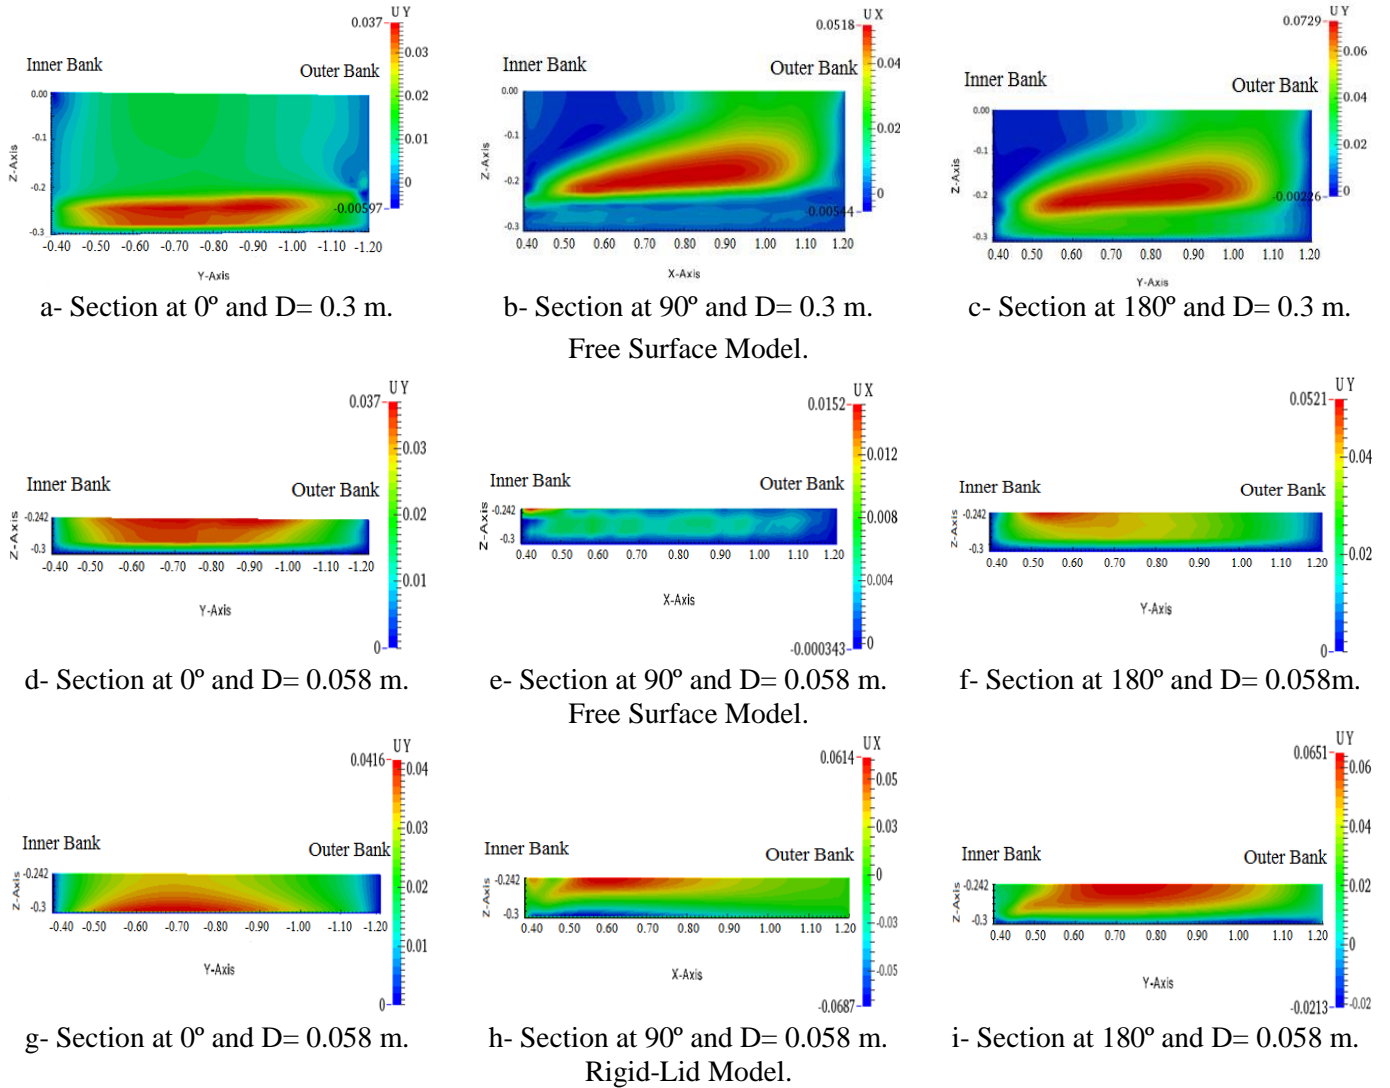 UY
0.037
0.03
0.02
0.01
0
-0.00597
Inner Bank
Outer Bank
Z-Axis
0.00
-0.1
-0.2
-0.3
-0.40 -0.50 -0.60 -0.70 -0.80 -0.90 -1.00 -1.10 -1.20
Y-Axis
a- Section at 0º and D= 0.3 m.
UX
0.0518
0.04
0.02
0
-0.00544
Inner Bank
Outer Bank
Z-Axis
0.00
-0.1
-0.2
-0.3
0.40 0.50 0.60 0.70 0.80 0.90 1.00 1.10 1.20
X-Axis
b- Section at 90º and D= 0.3 m.
UY
0.0729
0.06
0.04
0.02
0
-0.00226
Inner Bank
Outer Bank
Z-Axis
0.00
-0.1
-0.2
-0.3
0.40 0.50 0.60 0.70 0.80 0.90 1.00 1.10 1.20
Y-Axis
c- Section at 180º and D= 0.3 m.
Free Surface Model.
UY
0.037
0.03
0.02
0.01
0
Inner Bank
Outer Bank
Z-Axis
-0.242
-0.3
-0.40 -0.50 -0.60 -0.70 -0.80 -0.90 -1.00 -1.10 -1.20
Y-Axis
d- Section at 0º and D= 0.058 m.
UX
0.0152
0.012
0.008
0.004
0
-0.000343
Inner Bank
Outer Bank
Z-Axis
-0.242
-0.3
0.40 0.50 0.60 0.70 0.80 0.90 1.00 1.10 1.20
X-Axis
e- Section at 90º and D= 0.058 m.
UY
0.0521
0.04
0.02
0
Inner Bank
Outer Bank
Z-Axis
-0.242
-0.3
0.40 0.50 0.60 0.70 0.80 0.90 1.00 1.10 1.20
Y-Axis
f- Section at 180º and D= 0.058m.
Free Surface Model.
UY
0.0416
0.04
0.03
0.02
0.01
0
Inner Bank
Outer Bank
Z-Axis
-0.242
-0.3
-0.40 -0.50 -0.60 -0.70 -0.80 -0.90 -1.00 -1.10 -1.20
Y-Axis
g- Section at 0º and D= 0.058 m.
UX
0.0614
0.05
0.03
0
-0.03
-0.05
-0.0687
Inner Bank
Outer Bank
Z-Axis
-0.242
-0.3
0.40 0.50 0.60 0.70 0.80 0.90 1.00 1.10 1.20
X-Axis
h- Section at 90º and D= 0.058 m.
UY
0.0651
0.06
0.04
0.02
0
-0.02
-0.0213
Inner Bank
Outer Bank
Z-Axis
-0.242
-0.3
0.40 0.50 0.60 0.70 0.80 0.90 1.00 1.10 1.20
Y-Axis
i- Section at 180º and D= 0.058 m.
Rigid-Lid Model.